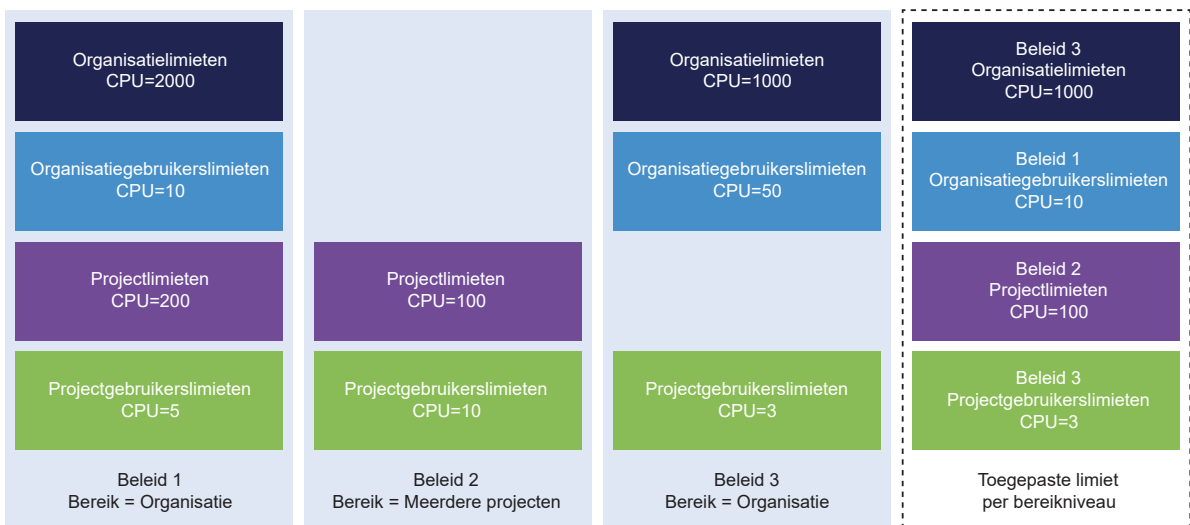 Organisatielimieten
CPU=2000
Organisatiegebruikerslimieten
CPU=10
Projectlimieten
CPU=200
Projectgebruikerslimieten
CPU=5
Beleid 1
Bereik = Organisatie
Projectlimieten
CPU=100
Projectgebruikerslimieten
CPU=10
Beleid 2
Bereik = Meerdere projecten
Organisatielimieten
CPU=1000
Organisatiegebruikerslimieten
CPU=50
Projectgebruikerslimieten
CPU=3
Beleid 3
Bereik = Organisatie
Beleid 3
Organisatielimieten
CPU=1000
Beleid 1
Organisatiegebruikerslimieten
CPU=10
Beleid 2
Projectlimieten
CPU=100
Beleid 3
Projectgebruikerslimieten
CPU=3
Toegepaste limiet
per bereikniveau